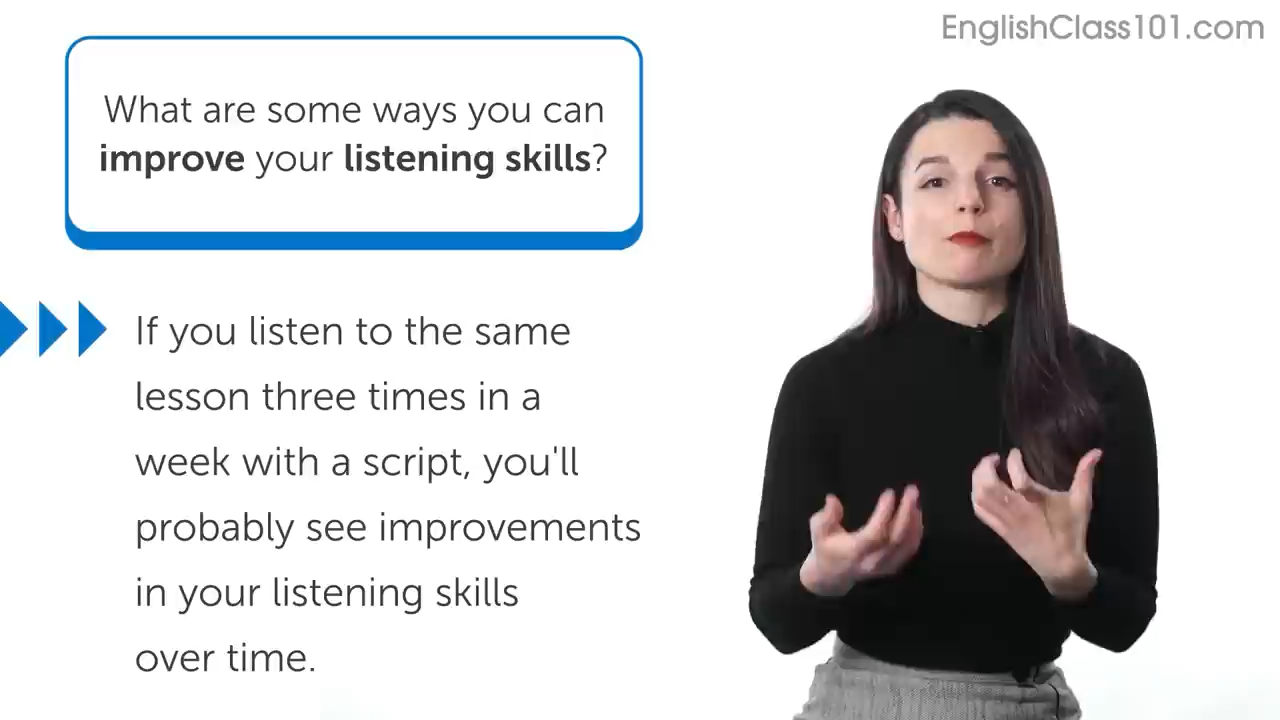 EnglishClass101.com
What are some ways you can
improve your listening skills?
If you listen to the same
lesson three times in a
week with a script, you'll
probably see improvements
in your listening skills
over time.